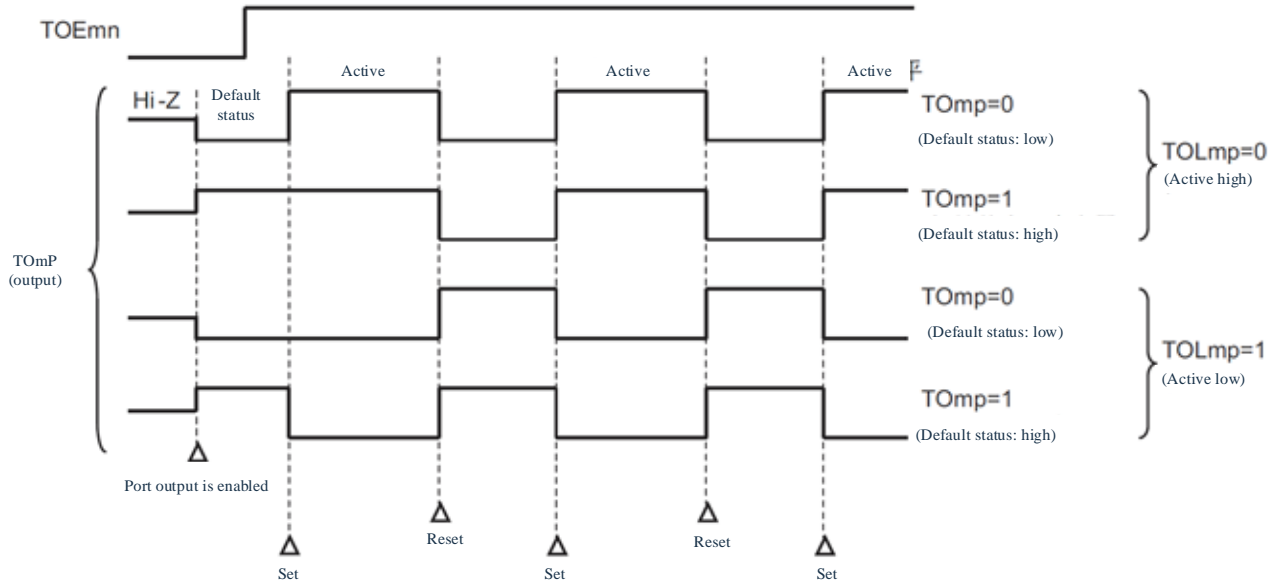 TOEmn
Active
Active
Active
平
Hi-Z
Default
status
TOmp=0
(Default status: low)
TOLmp=0
(Active high)
TOmp=1
(Default status: high)
TOmP
(output)
TOmp=0
(Default status: low)
TOLmp=1
(Active low)
TOmp=1
(Default status: high)
Port output is enabled
Reset
Reset
Set
Set
Set